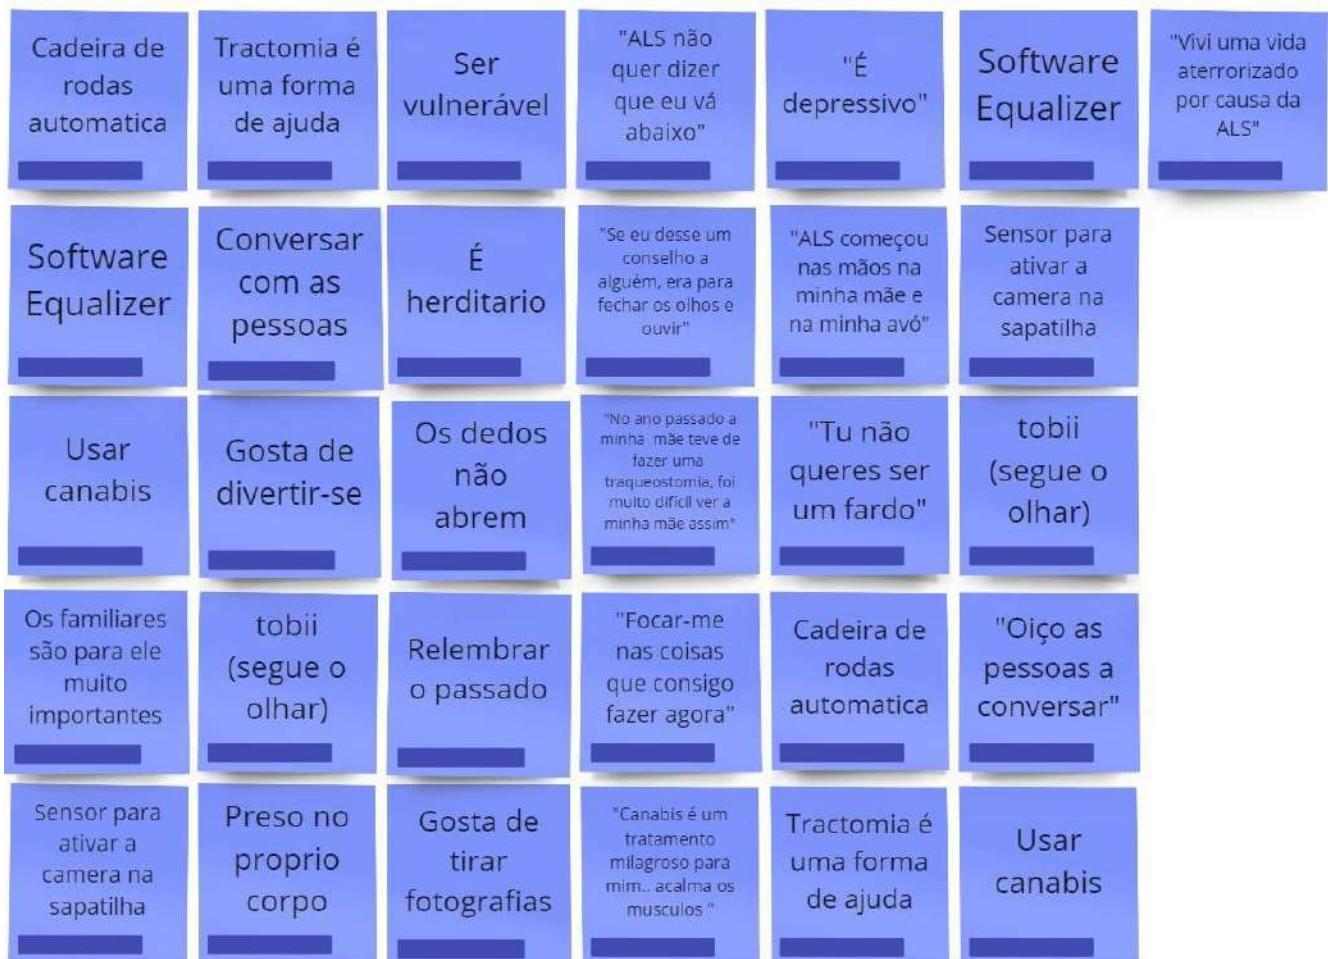 Cadeira de
rodas
automatica
Tractomia é
uma forma
de ajuda
Ser
vulnerável
"ALS não
quer dizer
que eu vá
abaixo"
"É
depressivo"
Software
Equalizer
"Vivi uma vida
aterrorizado
por causa da
ALS"
Software
Equalizer
Conversar
com as
pessoas
É
herditario
"Se eu desse um
conselho a
alguém, era para
fechar os olhos e
ouvir"
"ALS começou
nas mãos na
minha mãe e
na minha avó"
Sensor para
ativar a
camera na
sapatilha
Usar
canabis
Gosta de
divertir-se
Os dedos
não
abrem
"No ano passado a
minha mãe teve de
fazer uma
traqueostomia, foi
muito dificil ver a
minha mãe assim"
"Tu não
queres ser
um fardo"
tobii
(segue o
olhar)
Os familiares
são para ele
muito
importantes
tobii
(segue o
olhar)
Relembrar
o passado
"Focar-me
nas coisas
que consigo
fazer agora"
Cadeira de
rodas
automatica
"Oiço as
pessoas a
conversar"
Sensor para
ativar a
camera na
sapatilha
Preso no
proprio
corpo
Gosta de
tirar
fotografias
"Canabis é um
tratamento
milagroso para
mim.. acalma os
musculos "
Tractomia é
uma forma
de ajuda
Usar
canabis